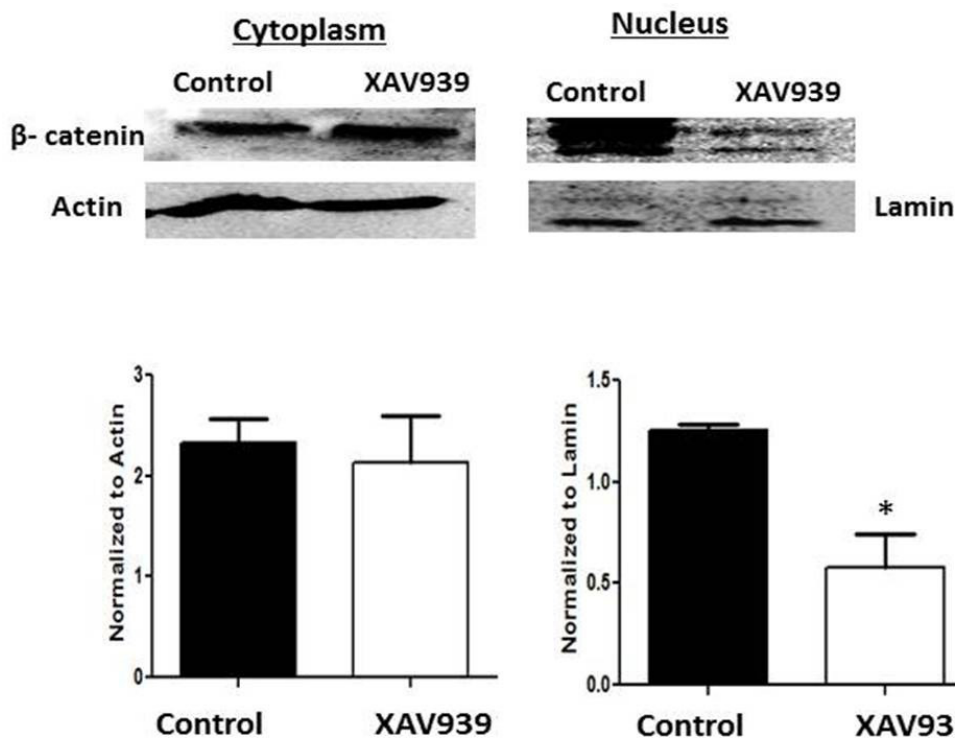 Cytoplasm
Nucleus
Control XAV939
Control XAV939
β- catenin
Actin
Lamin
Normalized to Actin
3
2
1
0
Control XAV939
Normalized to Lamin
1.5
1.0
0.5
0.0
*
Control XAV93